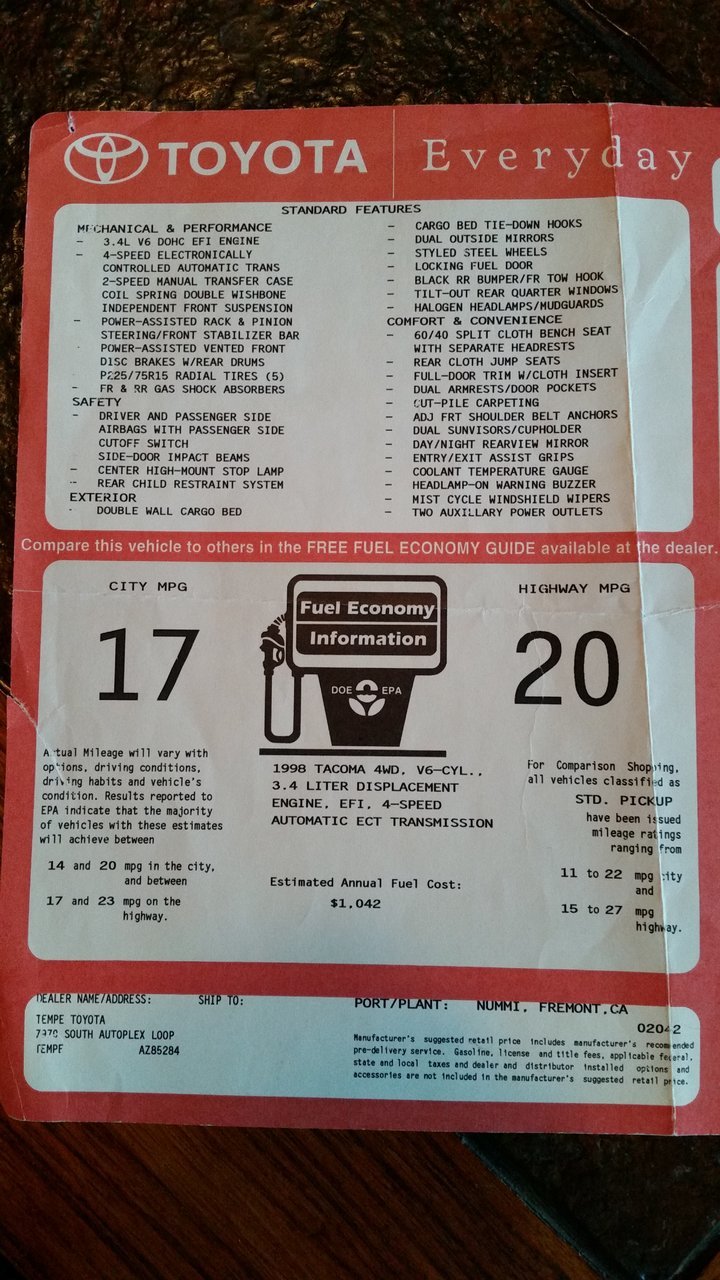 TOYOTA Everyday
STANDARD FEATURES
MECHANICAL & PERFORMANCE
- 3.4L V6 DOHC EFI ENGINE
- 4-SPEED ELECTRONICALLY
CONTROLLED AUTOMATIC TRANS
2-SPEED MANUAL TRANSFER CASE
COIL SPRING DOUBLE WISHBONE
INDEPENDENT FRONT SUSPENSION
- POWER-ASSISTED RACK & PINION
STEERING/FRONT STABILIZER BAR
- POWER-ASSISTED VENTED FRONT
DISC BRAKES W/REAR DRUMS
- P225/75R15 RADIAL TIRES (5)
- FR & RR GAS SHOCK ABSORBERS
SAFETY
- DRIVER AND PASSENGER SIDE
AIRBAGS WITH PASSENGER SIDE
CUTOFF SWITCH
SIDE-DOOR IMPACT BEAMS
- CENTER HIGH-MOUNT STOP LAMP
- REAR CHILD RESTRAINT SYSTEM
EXTERIOR
- DOUBLE WALL CARGO BED
- CARGO BED TIE-DOWN HOOKS
- DUAL OUTSIDE MIRRORS
- STYLED STEEL WHEELS
- LOCKING FUEL DOOR
- BLACK RR BUMPER/FR TOW HOOK
- TILT-OUT REAR QUARTER WINDOWS
- HALOGEN HEADLAMPS/MUDGUARDS
COMFORT & CONVENIENCE
- 60/40 SPLIT CLOTH BENCH SEAT
WITH SEPARATE HEADRESTS
- REAR CLOTH JUMP SEATS
- FULL-DOOR TRIM W/CLOTH INSERT
- DUAL ARMRESTS/DOOR POCKETS
- CUT-PILE CARPETING
- ADJ FRT SHOULDER BELT ANCHORS
- DUAL SUNVISORS/CUPHOLDER
- DAY/NIGHT REARVIEW MIRROR
- ENTRY/EXIT ASSIST GRIPS
- COOLANT TEMPERATURE GAUGE
- HEADLAMP-ON WARNING BUZZER
- MIST CYCLE WINDSHIELD WIPERS
- TWO AUXILLARY POWER OUTLETS
Compare this vehicle to others in the FREE FUEL ECONOMY GUIDE available at the dealer.
CITY MPG
17
Fuel Economy
Information
DOE EPA
HIGHWAY MPG
20
Actual Mileage will vary with
options, driving conditions,
driving habits and vehicle's
condition. Results reported to
EPA indicate that the majority
of vehicles with these estimates
will achieve between
14 and 20 mpg in the city,
and between
17 and 23 mpg on the
highway.
1998 TACOMA 4WD, V6-CYL.,
3.4 LITER DISPLACEMENT
ENGINE, EFI, 4-SPEED
AUTOMATIC ECT TRANSMISSION
Estimated Annual Fuel Cost:
$1,042
For Comparison Shopping,
all vehicles classified as
STD. PICKUP
have been issued
mileage ratings
ranging from
11 to 22 mpg city
and
15 to 27 mpg
highway.
DEALER NAME/ADDRESS: SHIP TO:
TEMPE TOYOTA
SOUTH AUTOPLEX LOOP
TEMPE AZ85284
PORT/PLANT: NUMMI, FREMONT,CA
02042
Manufacturer's suggested retail price includes manufacturer's recommended
pre-delivery service. Gasoline, license and title fees, applicable federal,
state and local taxes and dealer and distributor installed options and
accessories are not included in the manufacturer's suggested retail price.